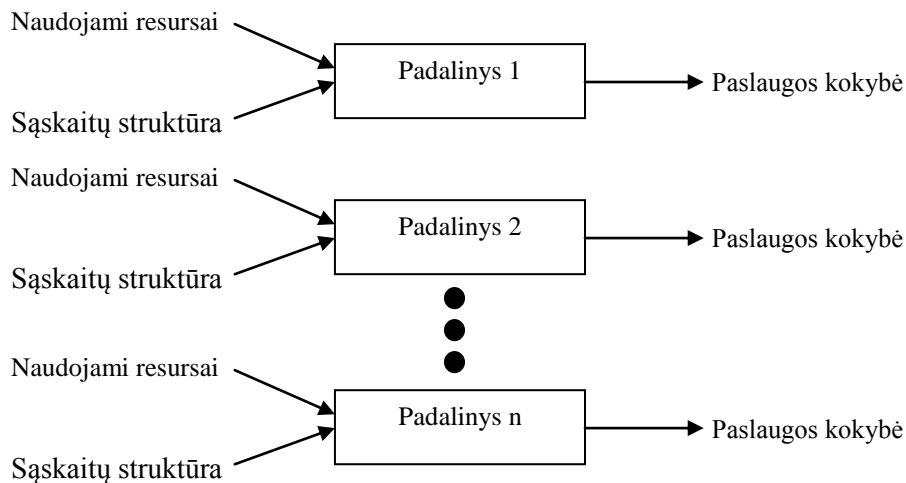 Naudojami resursai
Padalinys 1
Paslaugos kokybė
Sąskaitų struktūra
Naudojami resursai
Padalinys 2
Paslaugos kokybė
Sąskaitų struktūra
Naudojami resursai
Padalinys n
Paslaugos kokybė
Sąskaitų struktūra